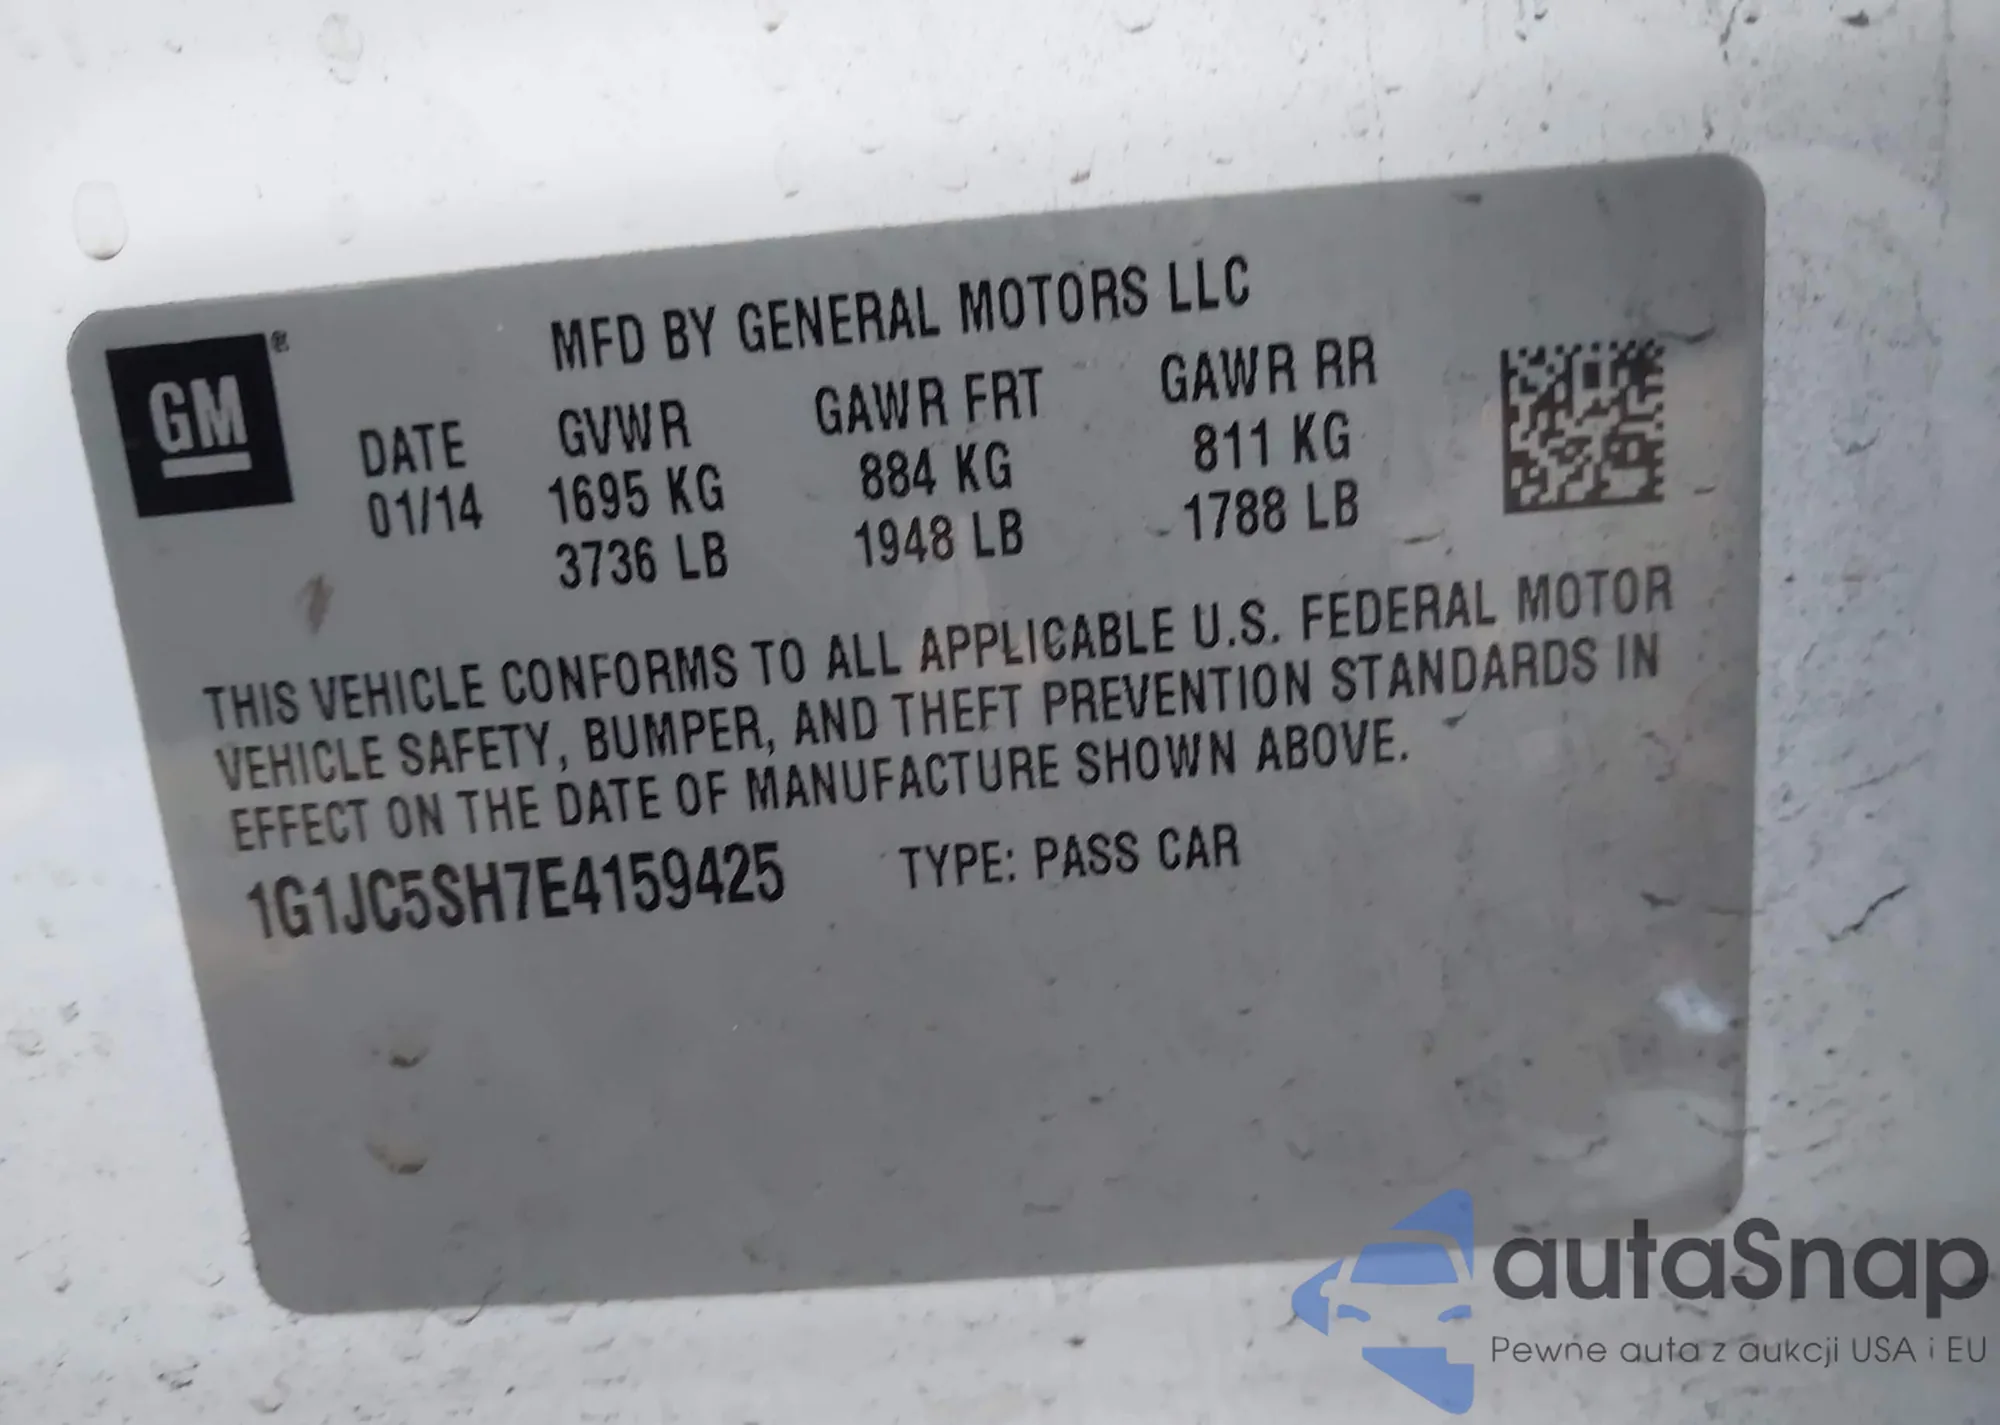 GM®
MFD BY GENERAL MOTORS LLC
DATE GVWR GAWR FRT GAWR RR
01/14 1695 KG 884 KG 811 KG
3736 LB 1948 LB 1788 LB
THIS VEHICLE CONFORMS TO ALL APPLICABLE U.S. FEDERAL MOTOR
VEHICLE SAFETY, BUMPER, AND THEFT PREVENTION STANDARDS IN
EFFECT ON THE DATE OF MANUFACTURE SHOWN ABOVE.
1G1JC5SH7E4159425 TYPE: PASS CAR
autaSnap
Pewne auta z aukcji USA i EU